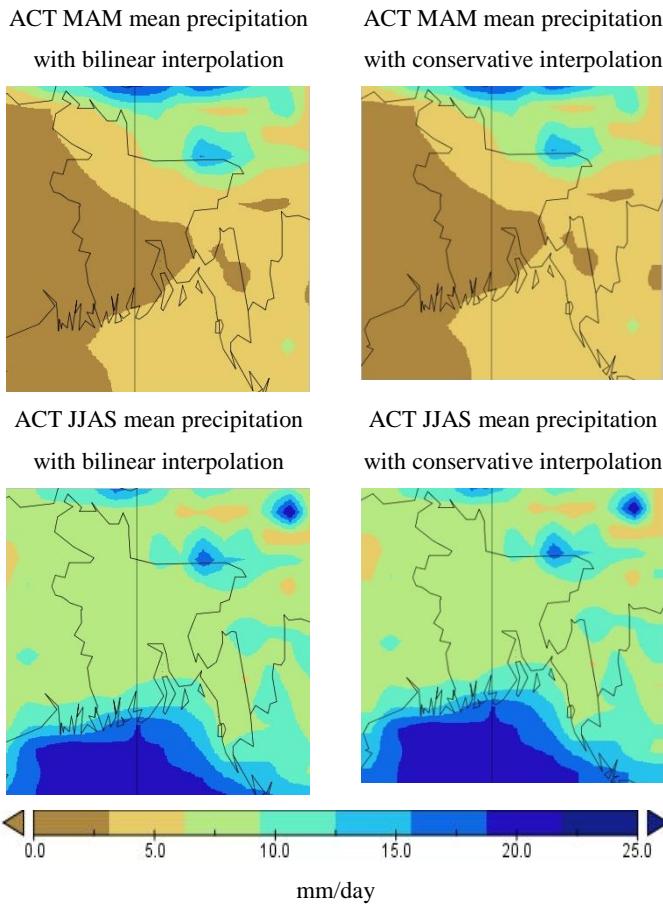 ACT MAM mean precipitation
with bilinear interpolation
ACT MAM mean precipitation
with conservative interpolation
ACT JJAS mean precipitation
with bilinear interpolation
ACT JJAS mean precipitation
with conservative interpolation
0.0 5.0 10.0 15.0 20.0 25.0
mm/day